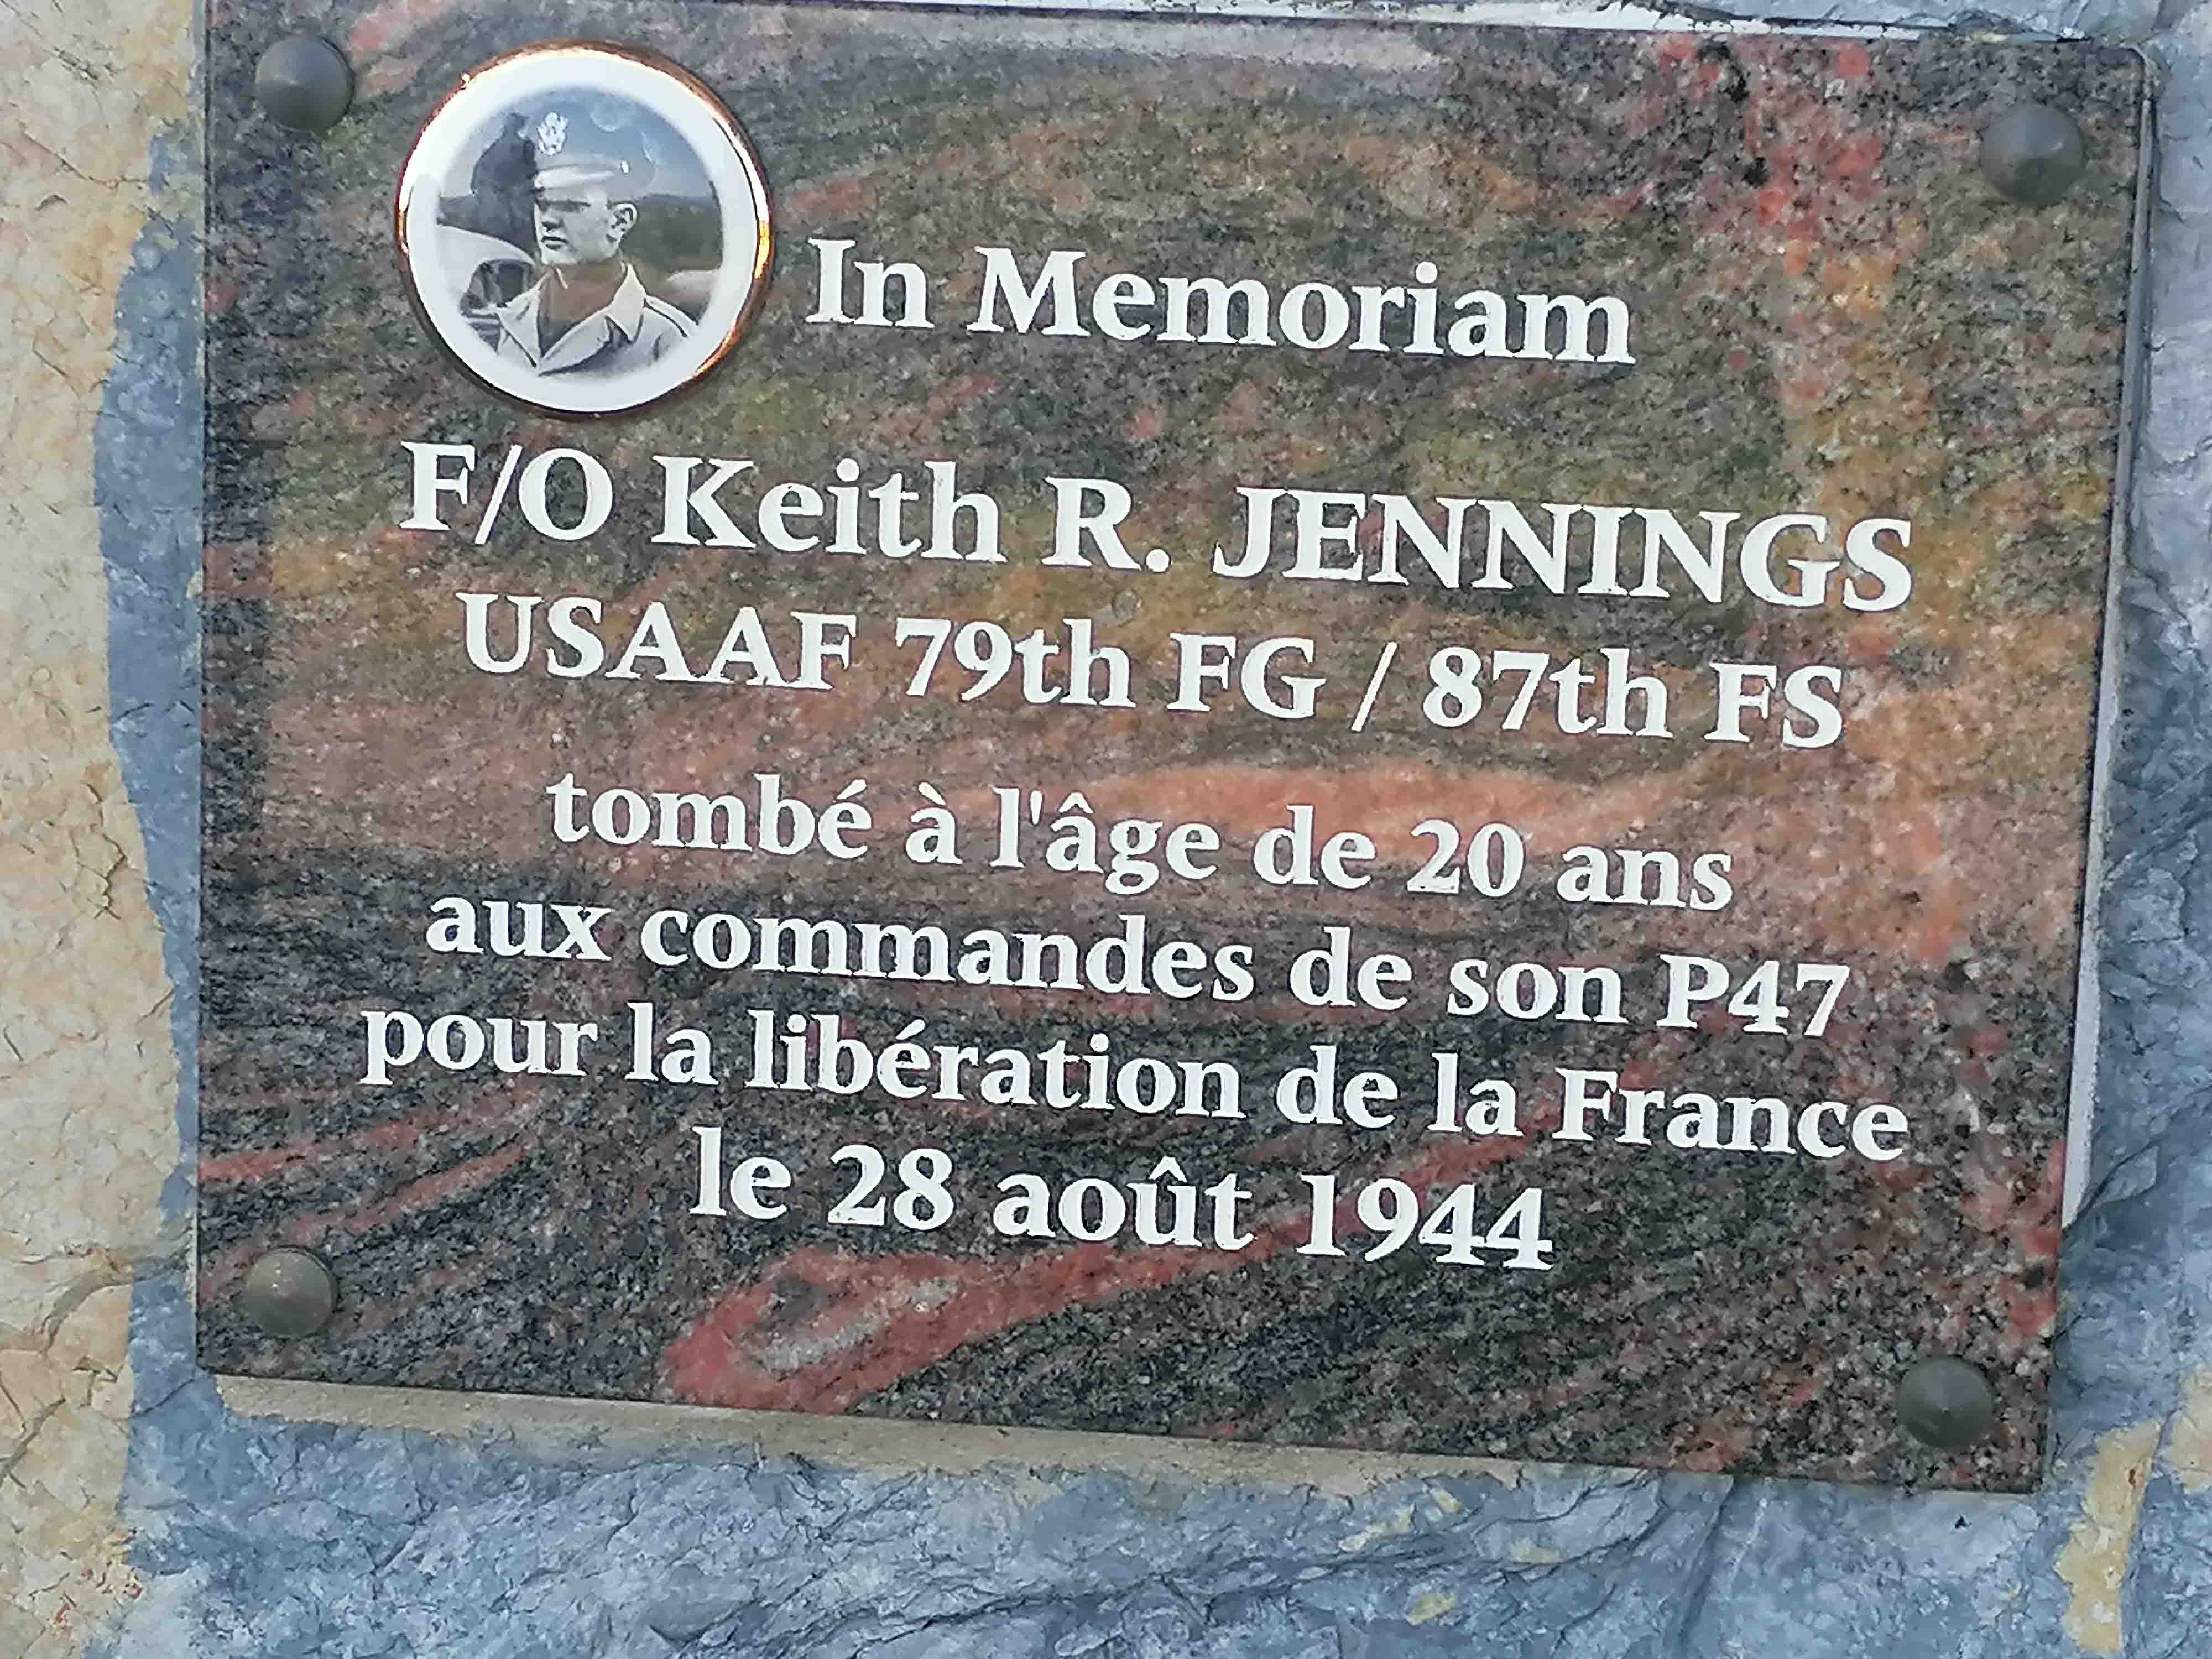 In Memoriam
F/O Keith R. JENNINGS
USAAF 79th FG / 87th FS
tombé à l'âge de 20 ans
aux commandes de son P47
pour la libération de la France
le 28 août 1944